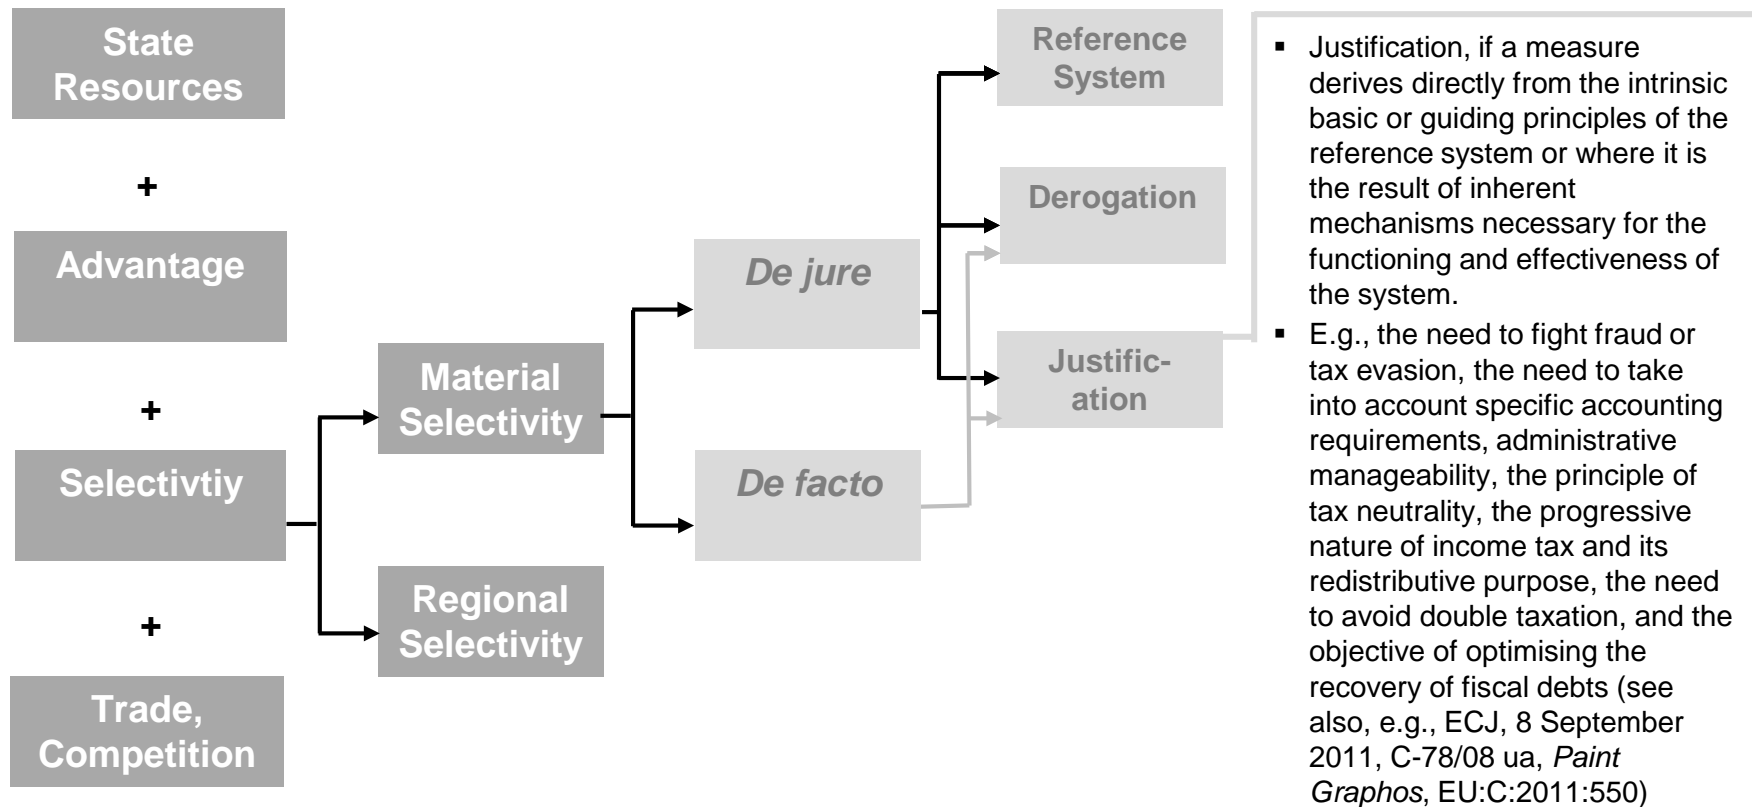 State
Resources
+
Advantage
+
Selectivtiy
+
Trade,
Competition
Material
Selectivity
Regional
Selectivity
De jure
De facto
Reference
System
Derogation
Justific-
ation
▪ Justification, if a measure
derives directly from the intrinsic
basic or guiding principles of the
reference system or where it is
the result of inherent
mechanisms necessary for the
functioning and effectiveness of
the system.
▪ E.g., the need to fight fraud or
tax evasion, the need to take
into account specific accounting
requirements, administrative
manageability, the principle of
tax neutrality, the progressive
nature of income tax and its
redistributive purpose, the need
to avoid double taxation, and the
objective of optimising the
recovery of fiscal debts (see
also, e.g., ECJ, 8 September
2011, C-78/08 ua, Paint
Graphos, EU:C:2011:550)